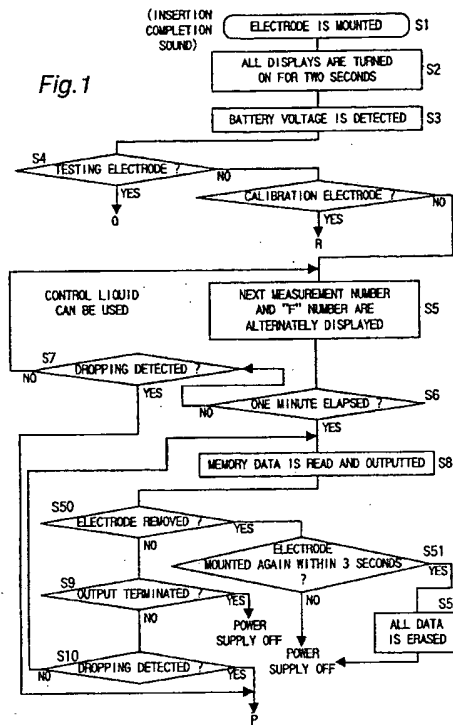 Fig.1
(INSERTION
COMPLETION
SOUND)
ELECTRODE IS MOUNTED
S1
ALL DISPLAYS ARE TURNED
ON FOR TWO SECONDS
S2
BATTERY VOLTAGE IS DETECTED
S3
S4
TESTING ELECTRODE ?
NO
YES
Q
CALIBRATION ELECTRODE ?
NO
YES
R
CONTROL LIQUID
CAN BE USED
NEXT MEASUREMENT NUMBER
AND "F" NUMBER ARE
ALTERNATELY DISPLAYED
S5
S7
DROPPING DETECTED ?
NO
YES
S6
ONE MINUTE ELAPSED ?
NO
YES
MEMORY DATA IS READ AND OUTPUTTED
S8
S50
ELECTRODE REMOVED ?
YES
NO
S51
ELECTRODE
MOUNTED AGAIN WITHIN 3 SECONDS
?
YES
NO
S9
OUTPUT TERMINATED ?
YES
NO
POWER
SUPPLY OFF
S5
ALL DATA
IS ERASED
POWER
SUPPLY OFF
S10
DROPPING DETECTED ?
NO
YES
P